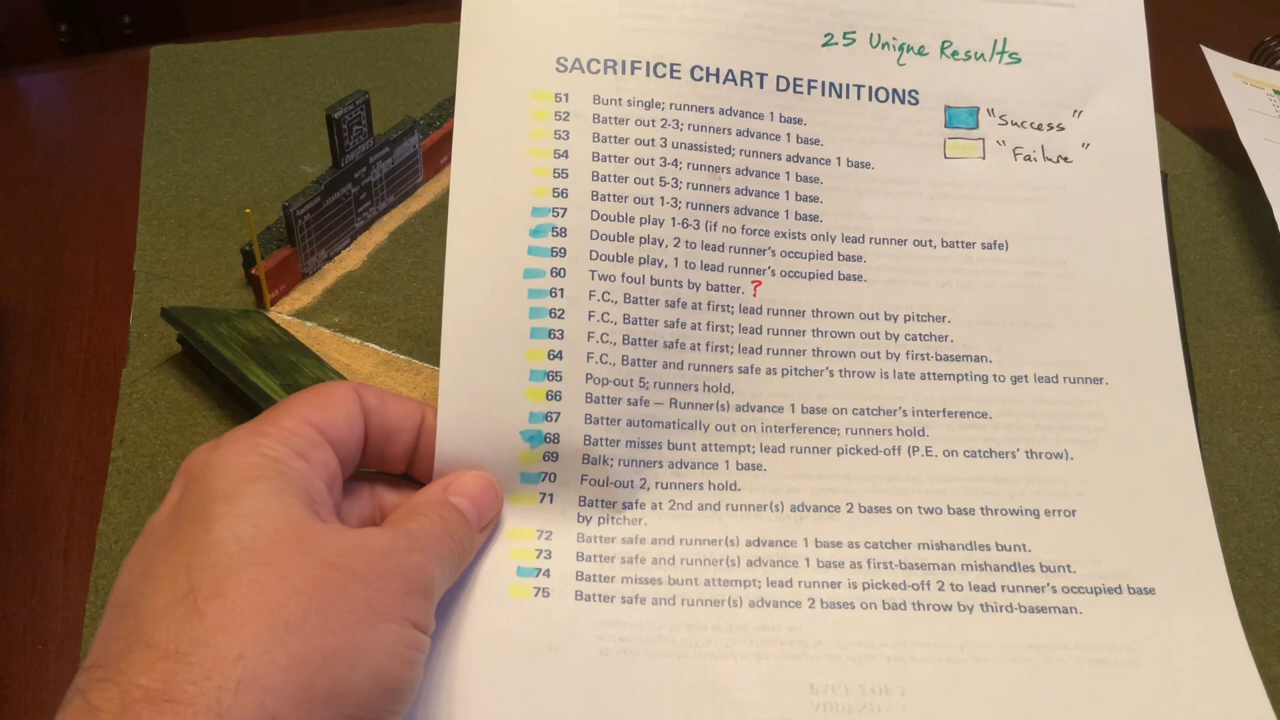 25 Unique Results
SACRIFICE CHART DEFINITIONS
"Success"
"Failure"
51 Bunt single; runners advance 1 base.
52 Batter out 2-3; runners advance 1 base.
53 Batter out 3 unassisted; runners advance 1 base.
54 Batter out 3-4; runners advance 1 base.
55 Batter out 5-3; runners advance 1 base.
56 Batter out 1-3; runners advance 1 base.
57 Double play 1-6-3 (if no force exists only lead runner out, batter safe)
58 Double play, 2 to lead runner's occupied base.
59 Double play, 1 to lead runner's occupied base.
60 Two foul bunts by batter. ?
61 F.C., Batter safe at first; lead runner thrown out by pitcher.
62 F.C., Batter safe at first; lead runner thrown out by catcher.
63 F.C., Batter safe at first; lead runner thrown out by first-baseman.
64 F.C., Batter and runners safe as pitcher's throw is late attempting to get lead runner.
65 Pop-out 5; runners hold.
66 Batter safe — Runner(s) advance 1 base on catcher's interference.
67 Batter automatically out on interference; runners hold.
68 Batter misses bunt attempt; lead runner picked-off (P.E. on catchers' throw).
69 Balk; runners advance 1 base.
70 Foul-out 2, runners hold.
71 Batter safe at 2nd and runner(s) advance 2 bases on two base throwing error
by pitcher.
72 Batter safe and runner(s) advance 1 base as catcher mishandles bunt.
73 Batter safe and runner(s) advance 1 base as first-baseman mishandles bunt.
74 Batter misses bunt attempt; lead runner is picked-off 2 to lead runner's occupied base
75 Batter safe and runner(s) advance 2 bases on bad throw by third-baseman.
LONGINES